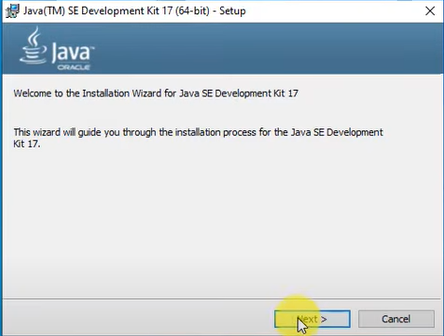 Java(TM) SE Development Kit 17 (64-bit) - Setup
Java™
ORACLE
Welcome to the Installation Wizard for Java SE Development Kit 17
This wizard will guide you through the installation process for the Java SE Development
Kit 17.
Next >
Cancel